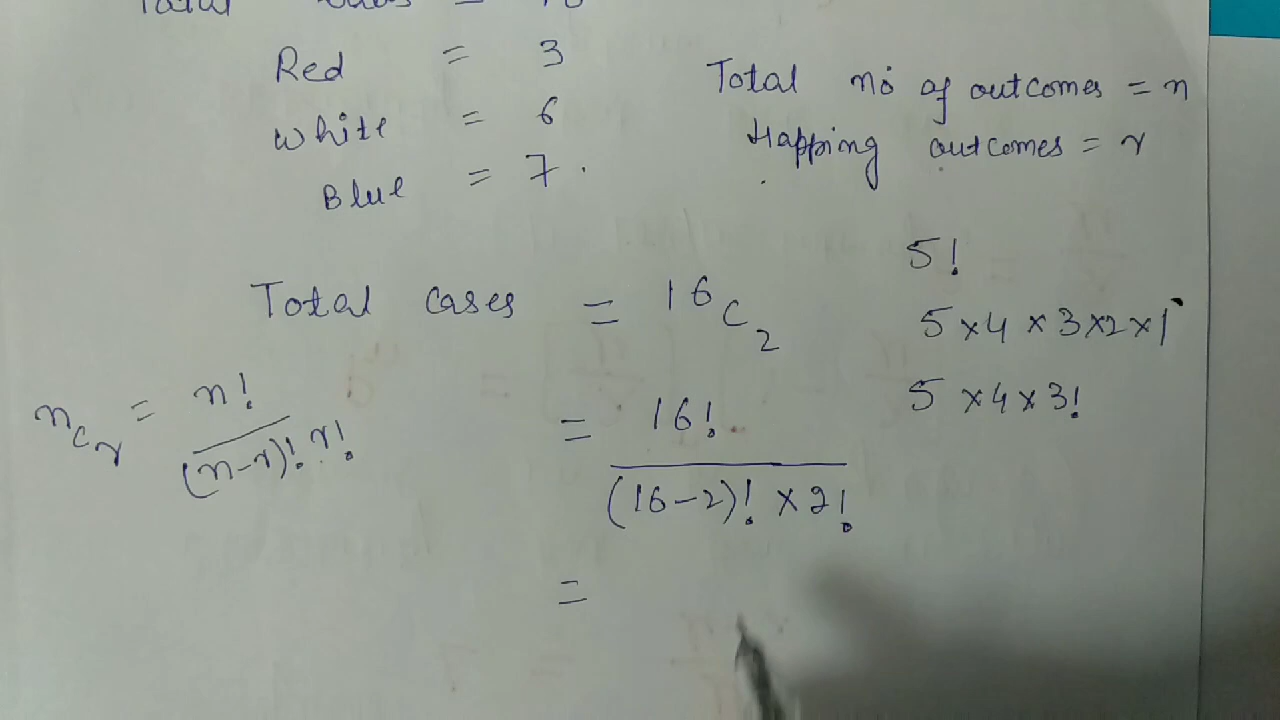 Total
Red = 3
White = 6
Blue = 7.
Total no of outcomes = n
Happing outcomes = r
Total cases = ¹⁶C₂
ⁿCᵣ = n! / (n-r)! r!
= 16! / (16-2)! × 2!
=
5!
5 × 4 × 3 × 2 × 1
5 × 4 × 3!